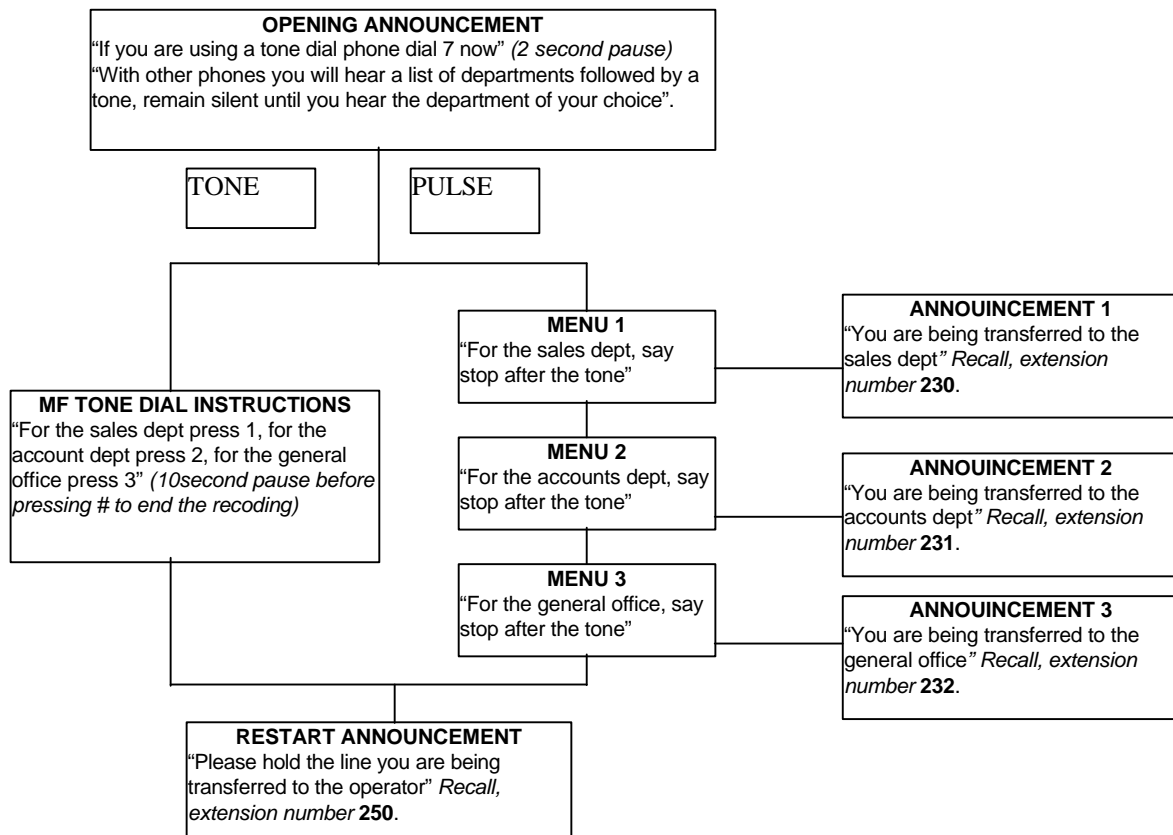 OPENING ANNOUNCEMENT
“If you are using a tone dial phone dial 7 now” (2 second pause)
“With other phones you will hear a list of departments followed by a
tone, remain silent until you hear the department of your choice”.
TONE
PULSE
MF TONE DIAL INSTRUCTIONS
“For the sales dept press 1, for the
account dept press 2, for the general
office press 3” (10second pause before
pressing # to end the recoding)
MENU 1
“For the sales dept, say
stop after the tone”
ANNOUINCEMENT 1
“You are being transferred to the
sales dept” Recall, extension
number 230.
MENU 2
“For the accounts dept, say
stop after the tone”
ANNOUINCEMENT 2
“You are being transferred to the
accounts dept” Recall, extension
number 231.
MENU 3
“For the general office, say
stop after the tone”
ANNOUINCEMENT 3
“You are being transferred to the
general office” Recall, extension
number 232.
RESTART ANNOUNCEMENT
“Please hold the line you are being
transferred to the operator” Recall,
extension number 250.